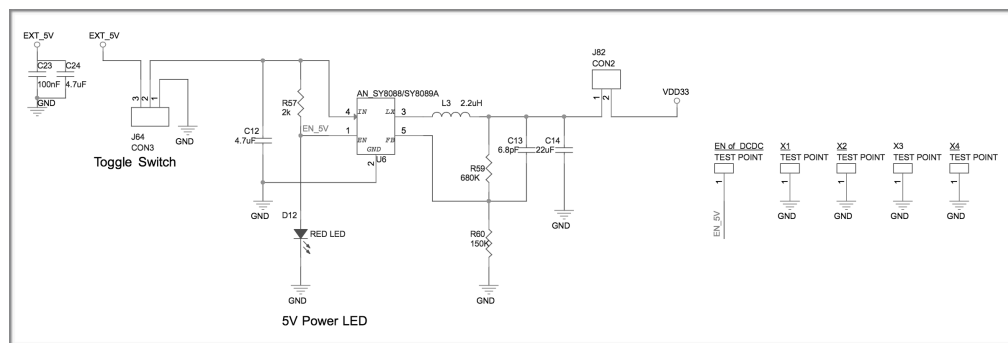 EXT_5V
EXT_5V
C23
C24
100nF
4.7uF
GND
3
2
1
J64
CON3
GND
Toggle Switch
C12
4.7uF
GND
R57
2k
EN_5V
D12
RED LED
GND
5V Power LED
AN_SY8088/SY8089A
4
IN
LX
3
1
EN
FB
5
GND
2
U6
L3
2.2uH
R59
680K
R60
150K
GND
C13
6.8pF
C14
22uF
GND
J82
CON2
1
2
VDD33
EN of DCDC
TEST POINT
1
EN_5V
X1
TEST POINT
1
GND
X2
TEST POINT
1
GND
X3
TEST POINT
1
GND
X4
TEST POINT
1
GND